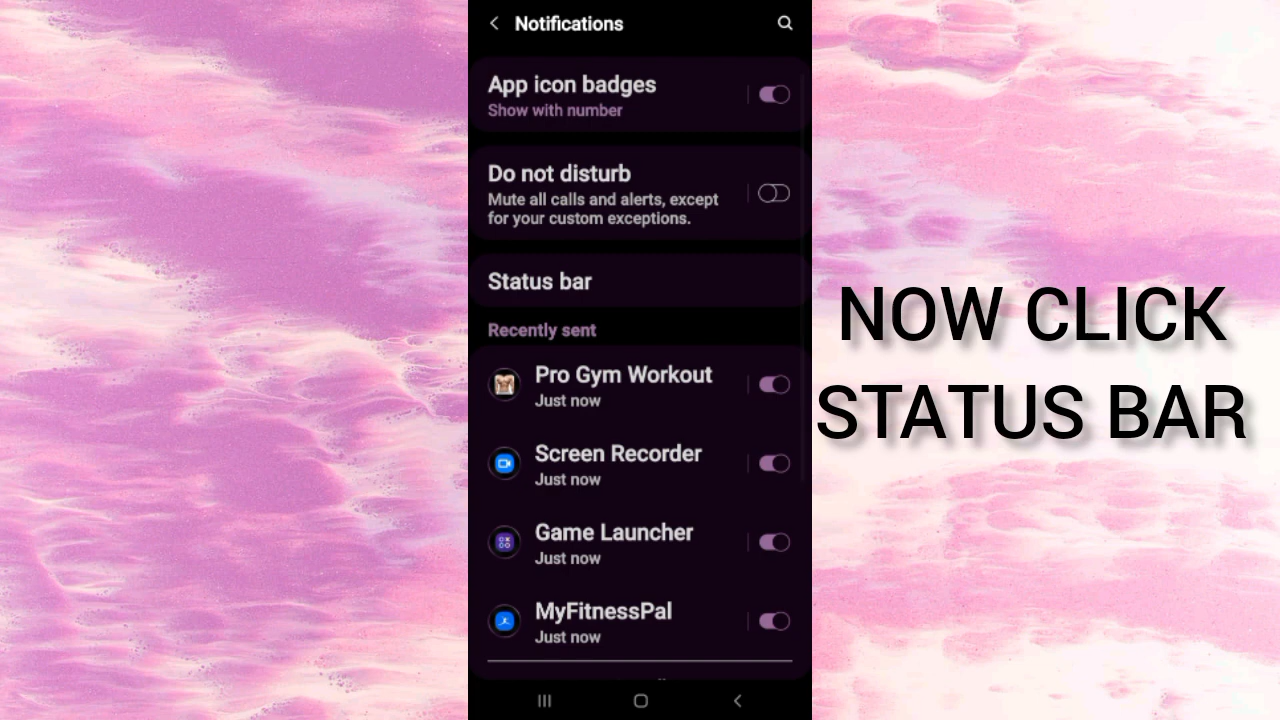 Notifications
App icon badges
Show with number
Do not disturb
Mute all calls and alerts, except
for your custom exceptions.
Status bar
Recently sent
Pro Gym Workout
Just now
Screen Recorder
Just now
Game Launcher
Just now
MyFitnessPal
Just now
NOW CLICK
STATUS BAR